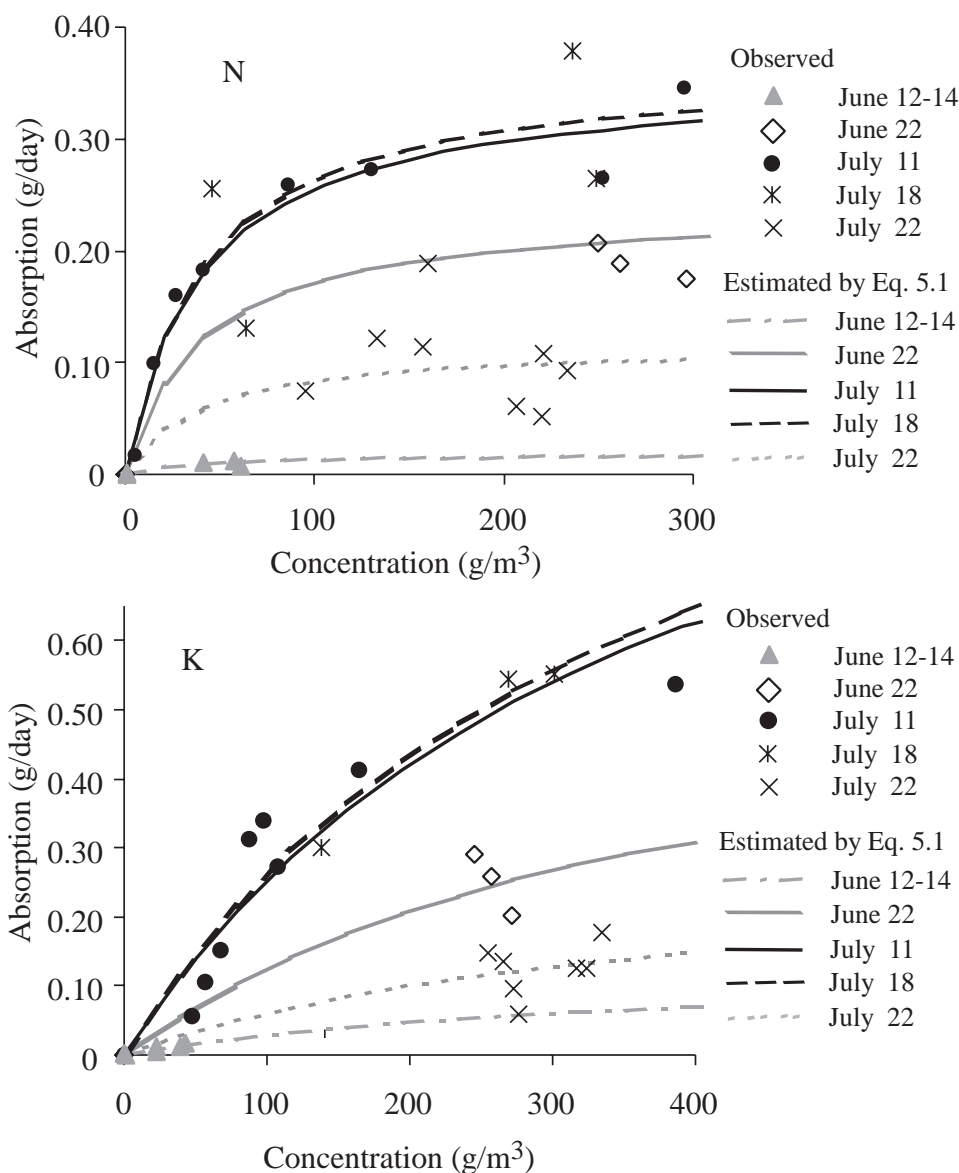 0.40
0.30
0.20
0.10
0
N
Absorption (g/day)
0 100 200 300
Concentration (g/m³)
Observed
June 12-14
June 22
July 11
July 18
July 22
Estimated by Eq. 5.1
June 12-14
June 22
July 11
July 18
July 22
0.60
0.50
0.40
0.30
0.20
0.10
0
K
Absorption (g/day)
0 100 200 300 400
Concentration (g/m³)
Observed
June 12-14
June 22
July 11
July 18
July 22
Estimated by Eq. 5.1
June 12-14
June 22
July 11
July 18
July 22